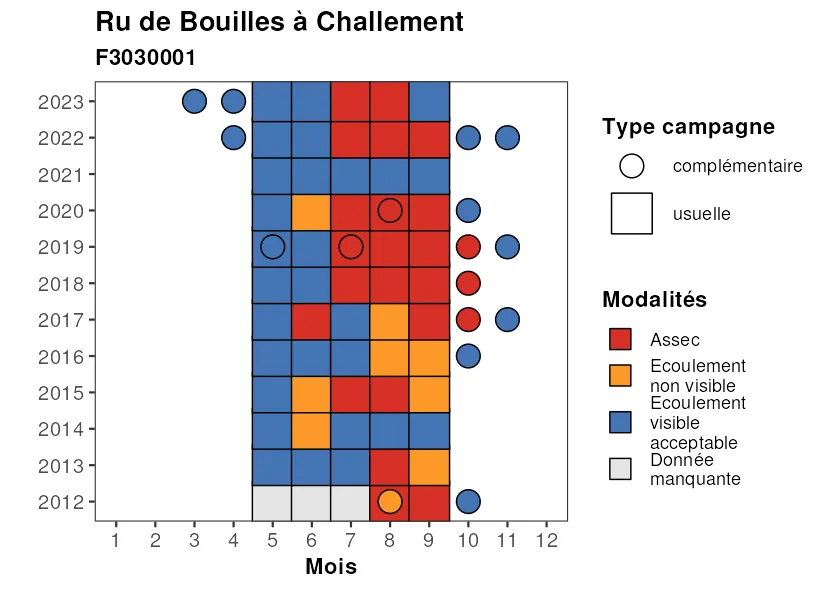 Ru de Bouilles à Challement
F3030001
2023
2022
2021
2020
2019
2018
2017
2016
2015
2014
2013
2012
1 2 3 4 5 6 7 8 9 10 11 12
Mois
Type campagne
complémentaire
usuelle
Modalités
Assec
Ecoulement
non visible
Ecoulement
visible
acceptable
Donnée
manquante